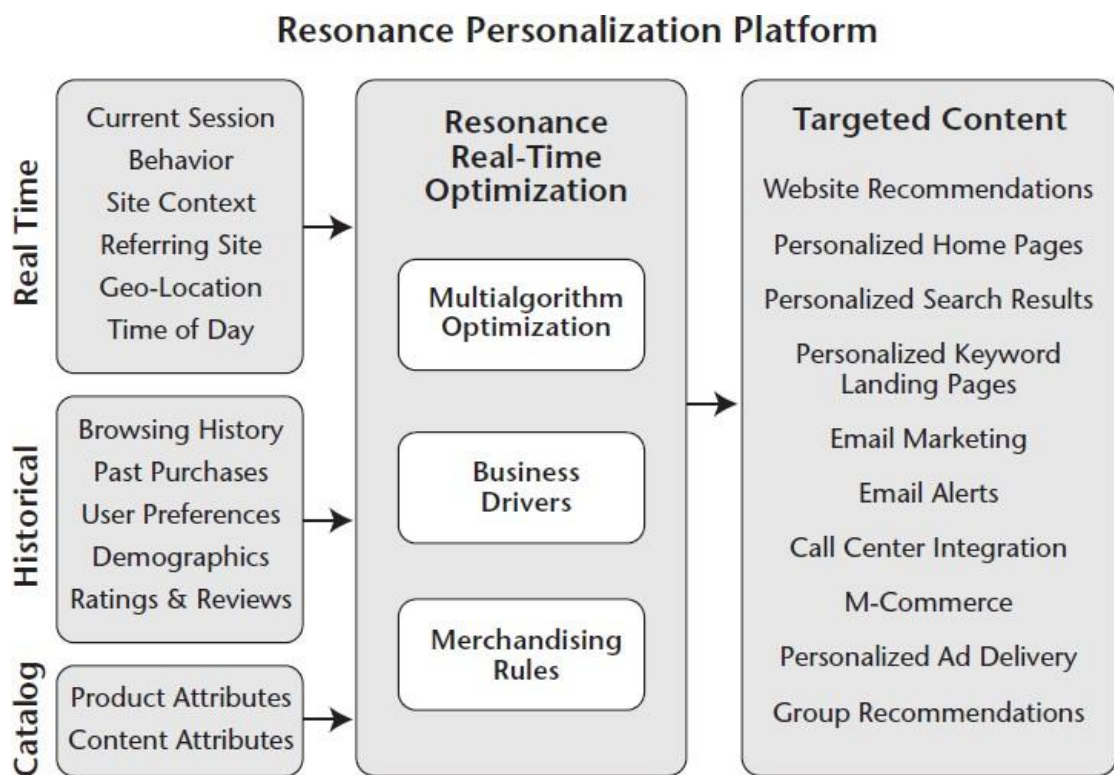 Resonance Personalization Platform
Real Time
Current Session
Behavior
Site Context
Referring Site
Geo-Location
Time of Day
Historical
Browsing History
Past Purchases
User Preferences
Demographics
Ratings & Reviews
Catalog
Product Attributes
Content Attributes
Resonance
Real-Time
Optimization
Multialgorithm
Optimization
Business
Drivers
Merchandising
Rules
Targeted Content
Website Recommendations
Personalized Home Pages
Personalized Search Results
Personalized Keyword
Landing Pages
Email Marketing
Email Alerts
Call Center Integration
M-Commerce
Personalized Ad Delivery
Group Recommendations